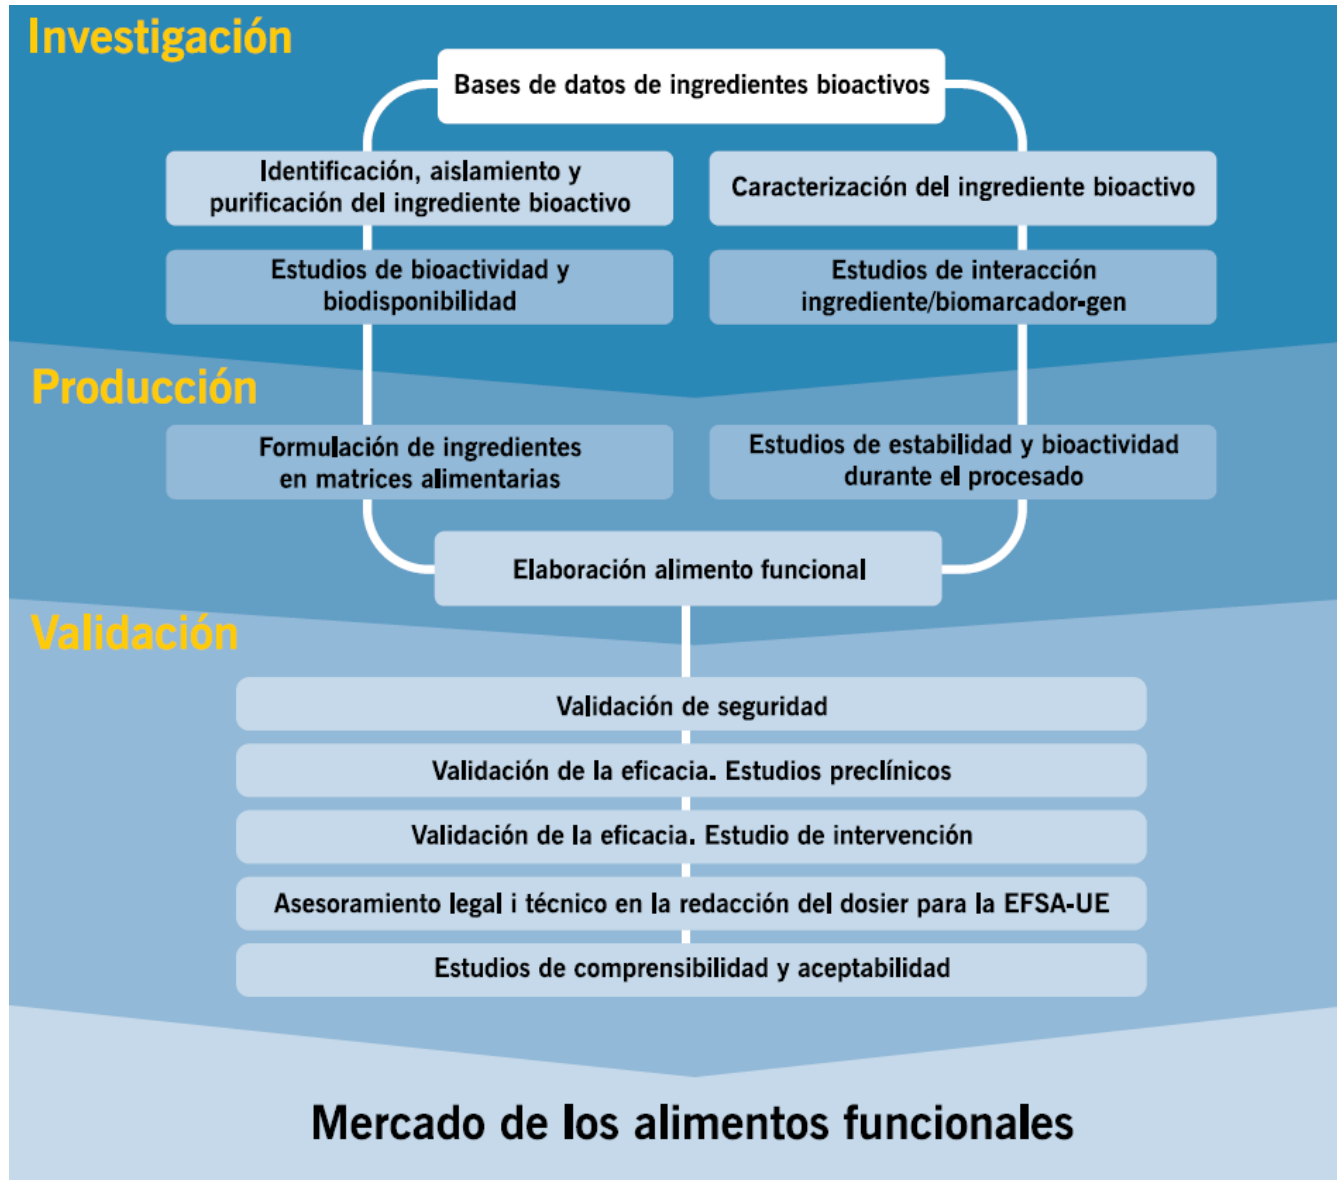 Investigación
Bases de datos de ingredientes bioactivos
Identificación, aislamiento y
purificación del ingrediente bioactivo
Caracterización del ingrediente bioactivo
Estudios de bioactividad y
biodisponibilidad
Estudios de interacción
ingrediente/biomarcador-gen
Producción
Formulación de ingredientes
en matrices alimentarias
Estudios de estabilidad y bioactividad
durante el procesado
Elaboración alimento funcional
Validación
Validación de seguridad
Validación de la eficacia. Estudios preclínicos
Validación de la eficacia. Estudio de intervención
Asesoramiento legal i técnico en la redacción del dosier para la EFSA-UE
Estudios de comprensibilidad y aceptabilidad
Mercado de los alimentos funcionales